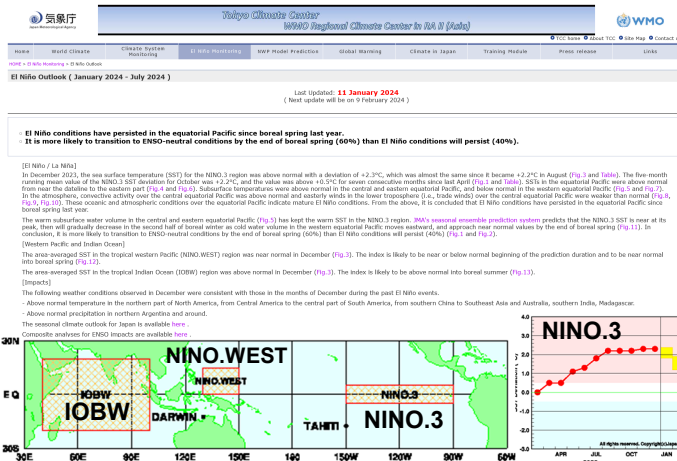 気象庁
Japan Meteorological Agency
Tokyo Climate Center
WMO Regional Climate Center in RA II (Asia)
WMO
TCC home About TCC Site Map Contact
Home World Climate Climate System Monitoring El Niño Monitoring NWP Model Prediction Global Warming Climate in Japan Training Module Press release Links
HOME > El Niño Monitoring > El Niño Outlook
El Niño Outlook ( January 2024 - July 2024 )
Last Updated: 11 January 2024
( Next update will be on 9 February 2024 )
El Niño conditions have persisted in the equatorial Pacific since boreal spring last year.
It is more likely to transition to ENSO-neutral conditions by the end of boreal spring (60%) than El Niño conditions will persist (40%).
[El Niño / La Niña]
In December 2023, the sea surface temperature (SST) for the NINO.3 region was above normal with a deviation of +2.3°C, which was almost the same since it became +2.2°C in August (Fig.3 and Table). The five-month
running mean value of the NINO.3 SST deviation for October was +2.2°C, and the value was above +0.5°C for seven consecutive months since last April (Fig.1 and Table). SSTs in the equatorial Pacific were above normal
from near the dateline to the eastern part (Fig.4 and Fig.6). Subsurface temperatures were above normal in the central and eastern equatorial Pacific, and below normal in the western equatorial Pacific (Fig.5 and Fig.7).
In the atmosphere, convective activity over the central equatorial Pacific was above normal and easterly winds in the lower troposphere (i.e., trade winds) over the central Pacific were weaker than normal (Fig.8,
Fig.9, Fig.10). These oceanic and atmospheric conditions over the equatorial Pacific indicate mature El Niño conditions. From the above, it is concluded that El Niño conditions have persisted in the equatorial Pacific since
boreal spring last year.
The warm subsurface water volume in the central and eastern equatorial Pacific (Fig.5) has kept the warm SST in the NINO.3 region. JMA's seasonal ensemble prediction system predicts that the NINO.3 SST is near at its
peak, then will gradually decrease in the second half of boreal winter as cold water volume in the western equatorial Pacific moves eastward, and approach near normal values by the end of boreal spring (Fig.11). In
conclusion, it is more likely to transition to ENSO-neutral conditions by the end of boreal spring (60%) than El Niño conditions will persist (40%) (Fig.1 and Fig.2).
[Western Pacific and Indian Ocean]
The area-averaged SST in the tropical western Pacific (NINO.WEST) region was near normal in December (Fig.3). The index is likely to be near or below normal beginning of the prediction period and to be near normal
into boreal spring (Fig.12).
The area-averaged SST in the tropical Indian Ocean (IOBW) region was above normal in December (Fig.3). The index is likely to be above normal into boreal summer (Fig.13).
[Impacts]
The following weather conditions observed in December were consistent with those in the months of December during the past El Niño events.
- Above normal temperature in the northern part of North America, from Central America to the central part of South America, from southern China to Southeast Asia and Australia, southern India, Madagascar.
- Above normal precipitation in northern Argentina and around.
The seasonal climate outlook for Japan is available here .
Composite analyses for ENSO impacts are available here .
30N
NINO.WEST
NINO.WEST
EQ IOBW NINO.3
IOBW
DARWIN
TAHITI
NINO.3
30S
30E 60E 90E 120E 150E 180 150W 120W 90W 60W
4.0
NINO.3
3.0
2.0
1.0
0.0
-1.0
-2.0
All rights reserved. Copyright(c)Japa
-3.0
APR JUL OCT JAN